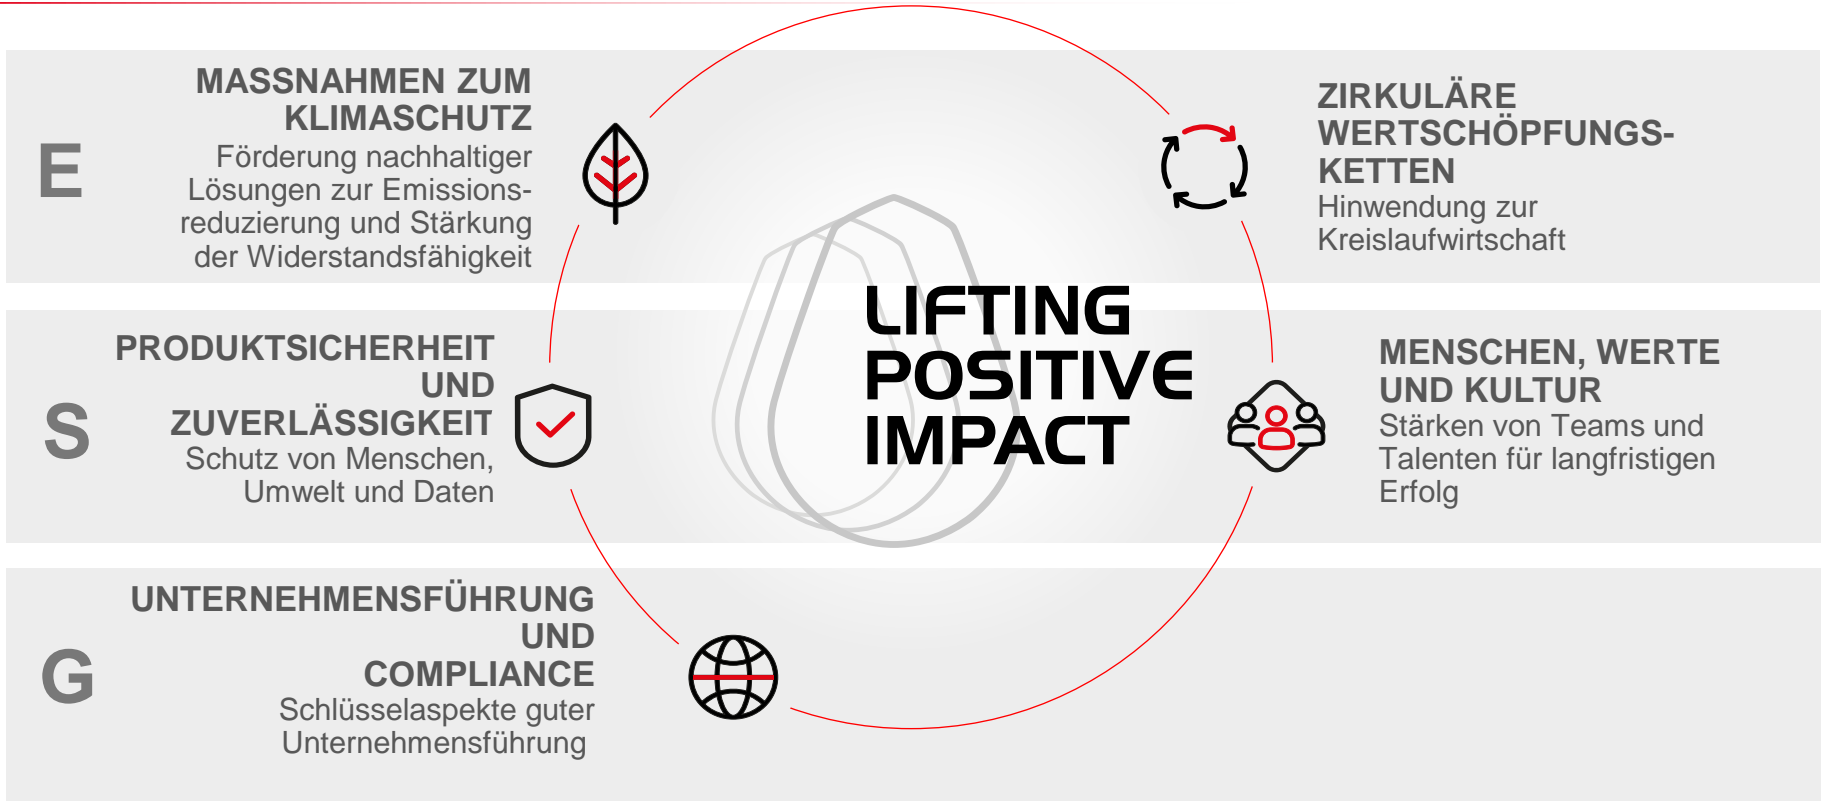 E
MASSNAHMEN ZUM
KLIMASCHUTZ
Förderung nachhaltiger
Lösungen zur Emissions-
reduzierung und Stärkung
der Widerstandsfähigkeit
ZIRKULÄRE
WERTSCHÖPFUNGS-
KETTEN
Hinwendung zur
Kreislaufwirtschaft
LIFTING
POSITIVE
IMPACT
S
PRODUKTSICHERHEIT
UND
ZUVERLÄSSIGKEIT
Schutz von Menschen,
Umwelt und Daten
MENSCHEN, WERTE
UND KULTUR
Stärken von Teams und
Talenten für langfristigen
Erfolg
G
UNTERNEHMENSFÜHRUNG
UND
COMPLIANCE
Schlüsselaspekte guter
Unternehmensführung